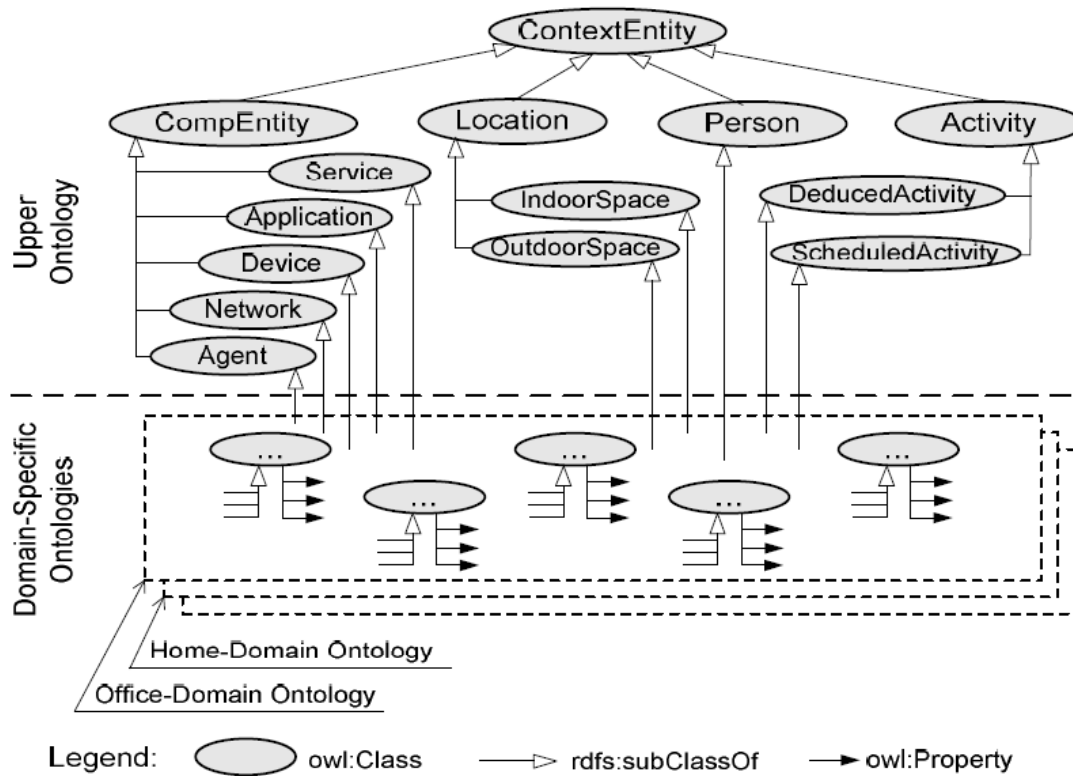 ContextEntity
CompEntity
Location
Person
Activity
Service
Application
Device
Network
Agent
IndoorSpace
OutdoorSpace
DeducedActivity
ScheduledActivity
Upper
Ontology
Domain-Specific
Ontologies
...
...
...
...
...
Home-Domain Ontology
Office-Domain Ontology
Legend:
owl:Class
rdfs:subClassOf
owl:Property